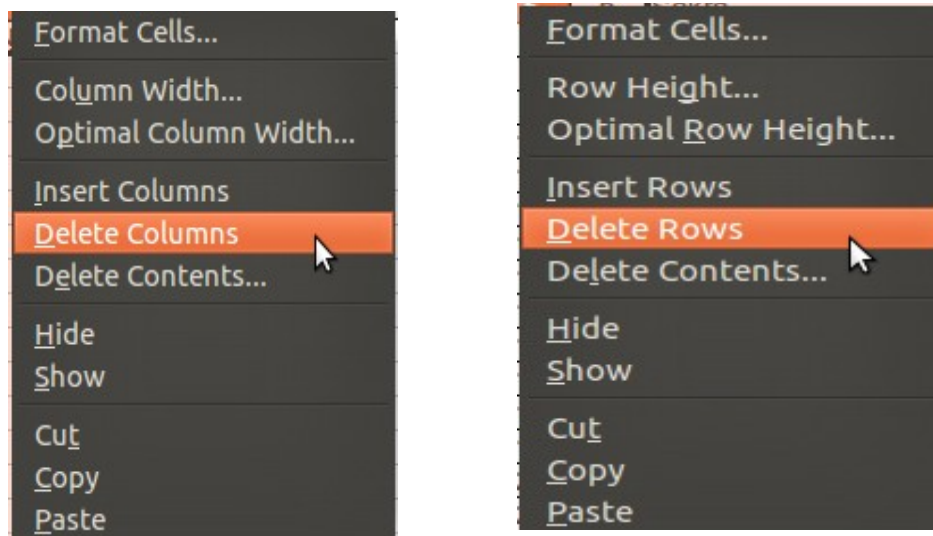 Format Cells...
Column Width...
Optimal Column Width...
Insert Columns
Delete Columns
Delete Contents...
Hide
Show
Cut
Copy
Paste
Format Cells...
Row Height...
Optimal Row Height...
Insert Rows
Delete Rows
Delete Contents...
Hide
Show
Cut
Copy
Paste